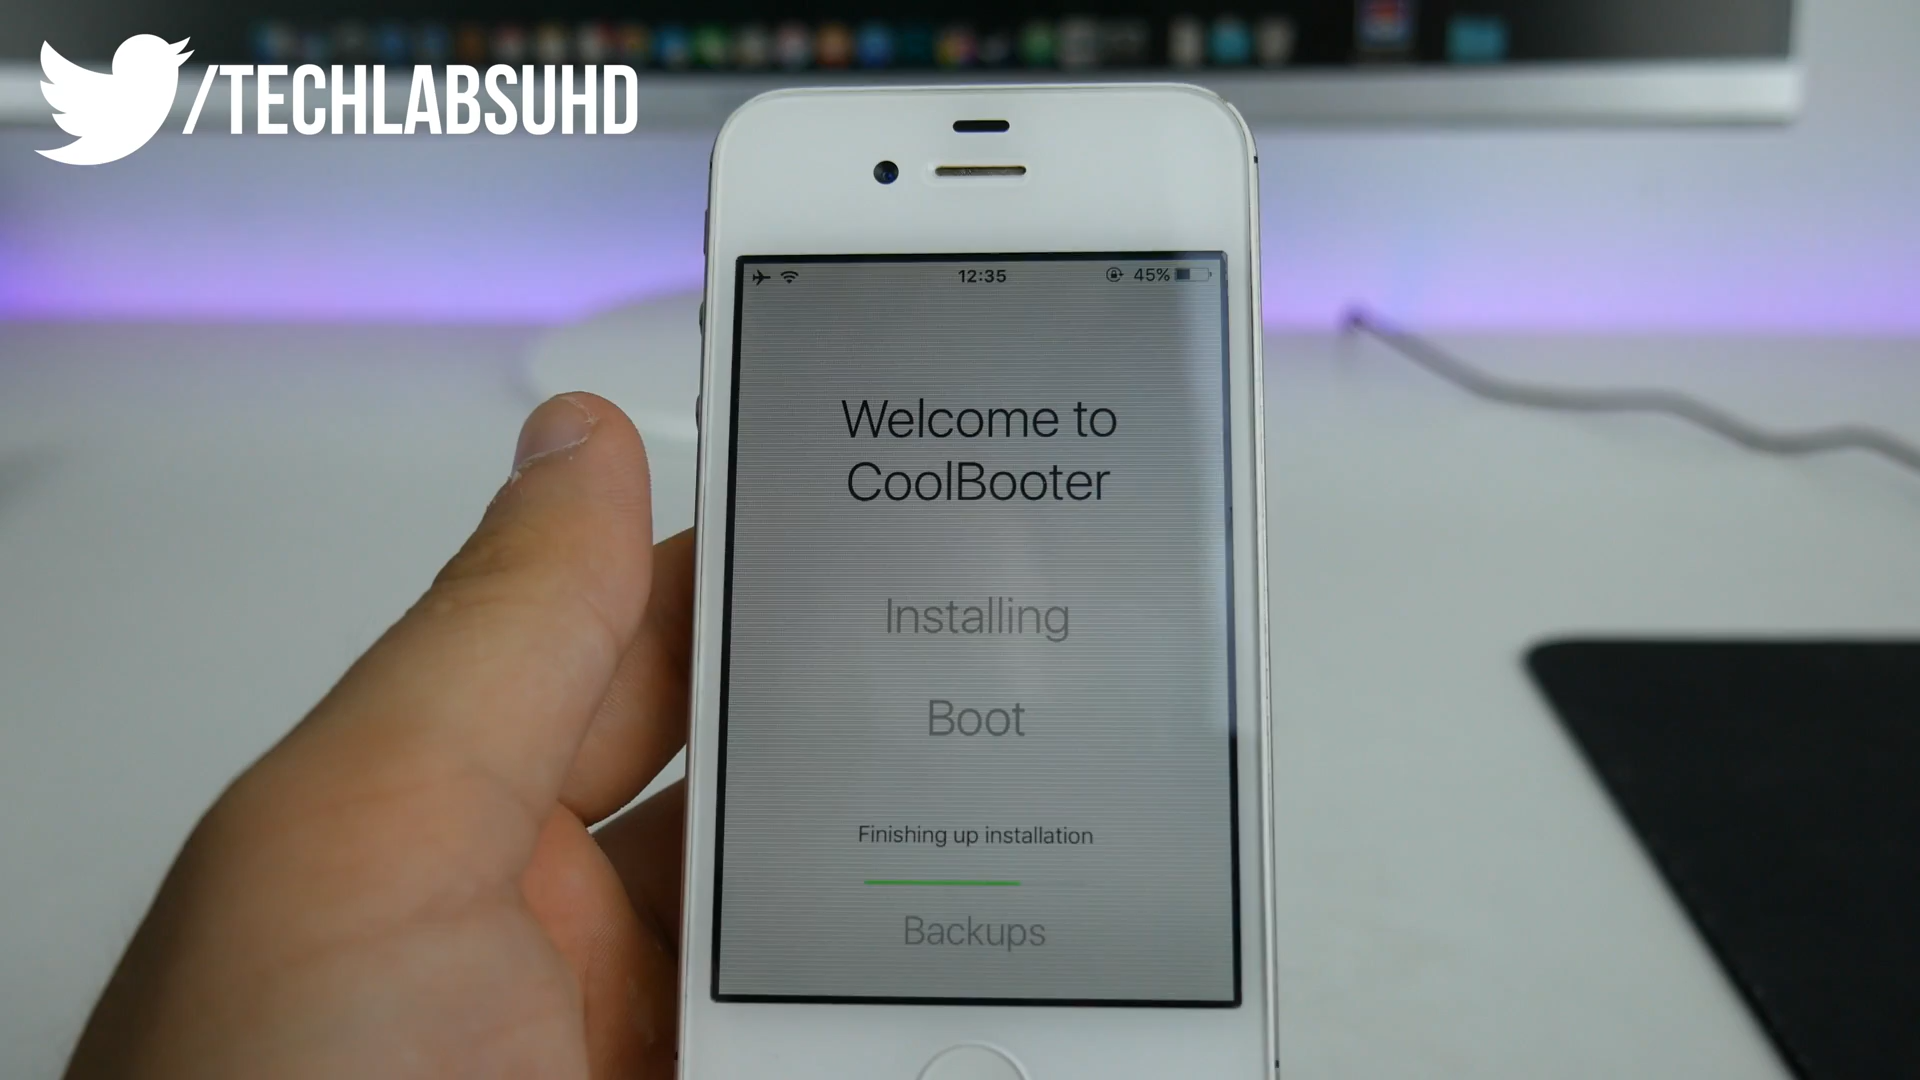 /TECHLABSUHD
12:35
45%
Welcome to
CoolBooter
Installing
Boot
Finishing up installation
Backups